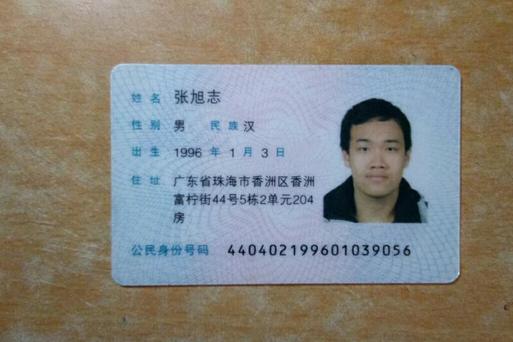 姓名 张旭志
性别 男 民族 汉
出生 1996 年 1 月 3 日
住址 广东省珠海市香洲区香洲
富柠街44号5栋2单元204
房
公民身份号码 440402199601039056